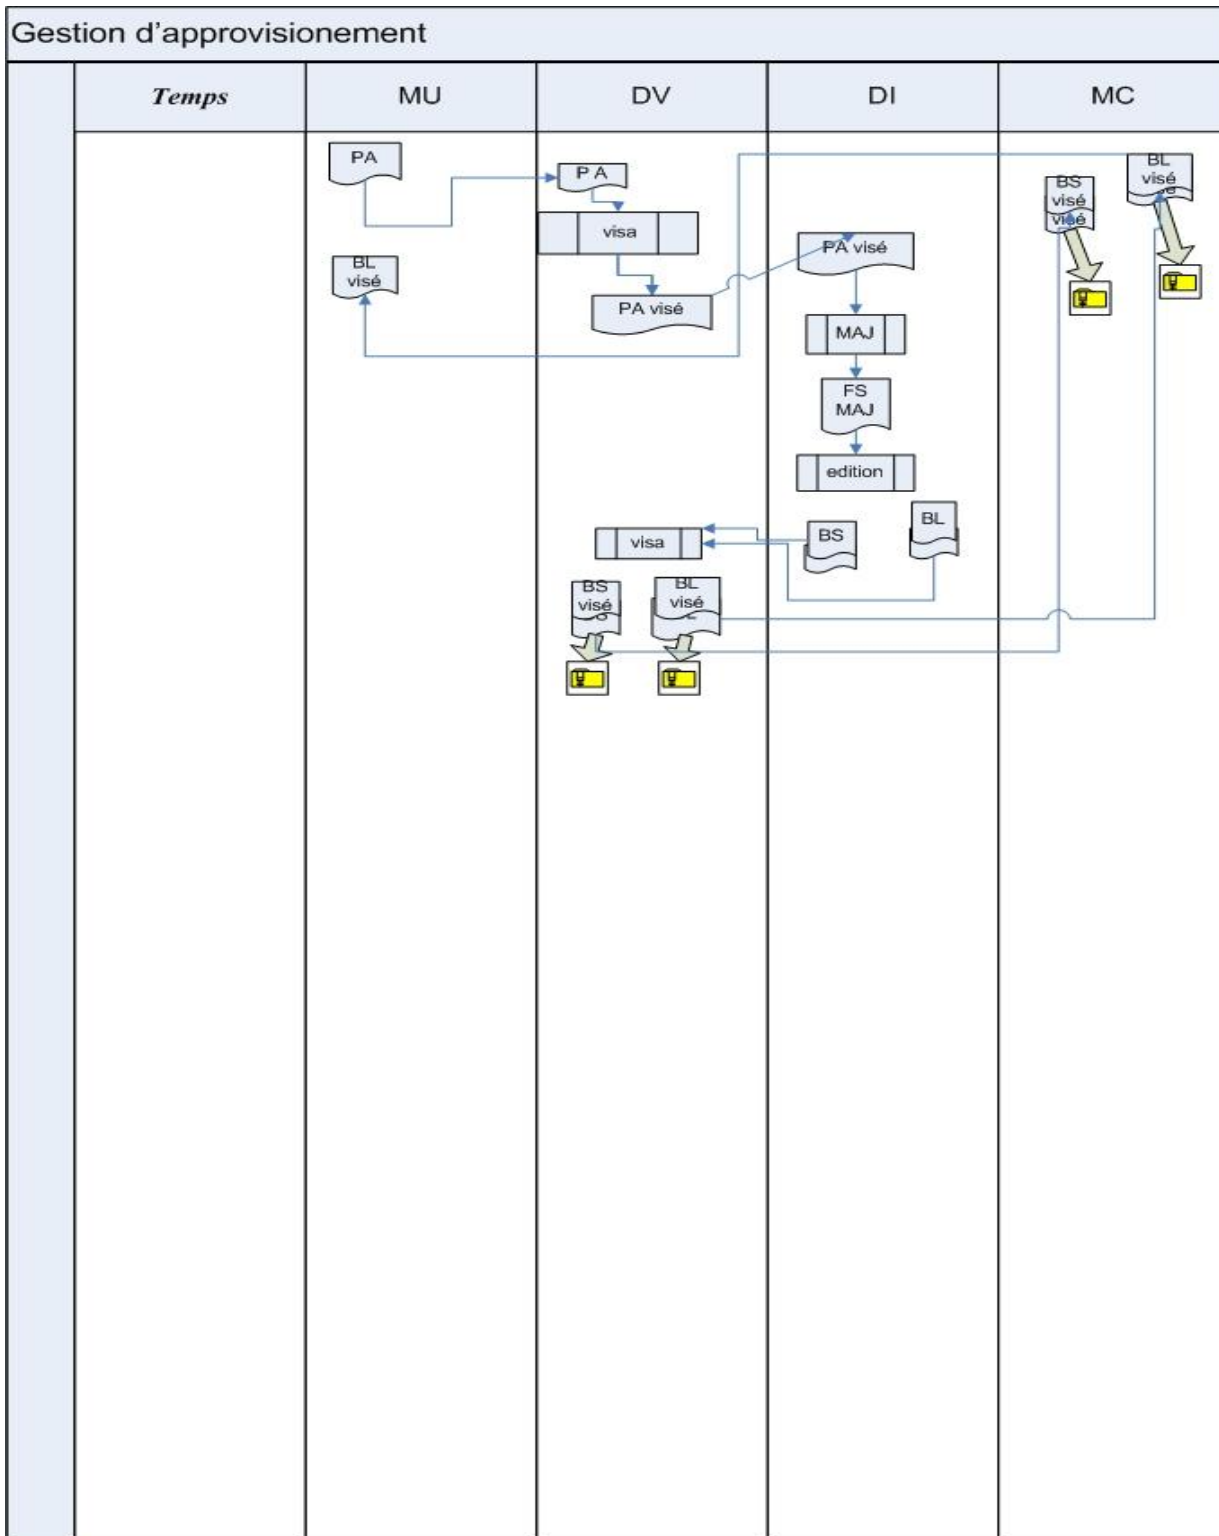 Gestion d'approvisionement
Temps
MU
DV
DI
MC
PA
P A
visa
PA visé
BL
visé
PA visé
MAJ
FS
MAJ
edition
BS
BL
visa
BS
visé
BL
visé
BS
visé
visé
BL
visé